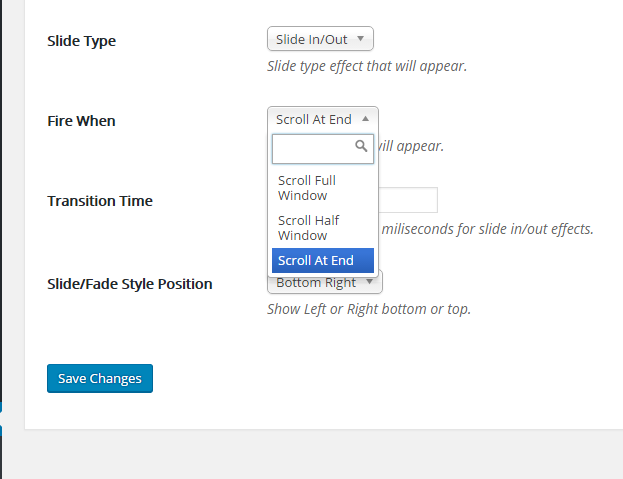 Slide Type
Slide In/Out
Slide type effect that will appear.
Fire When
Scroll At End
will appear.
Scroll Full
Window
Scroll Half
Window
Scroll At End
Transition Time
miliseconds for slide in/out effects.
Slide/Fade Style Position
Bottom Right
Show Left or Right bottom or top.
Save Changes